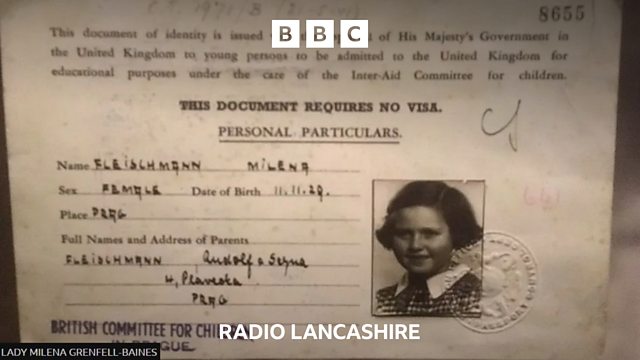 8655
BBC
This document of identity is issued of His Majesty's Government in
the United Kingdom to young persons to be admitted to the United Kingdom for
educational purposes under the care of the Inter-Aid Committee for children.
THIS DOCUMENT REQUIRES NO VISA.
PERSONAL PARTICULARS.
Name FLEISCHMANN MILENA
Sex FEMALE Date of Birth 11.11.29.
Place PRAG
Full Names and Address of Parents
FLEISCHMANN Rudolf
PRAG
BRITISH COMMITTEE FOR
RADIO LANCASHIRE
LADY MILENA GRENFELL-BAINES